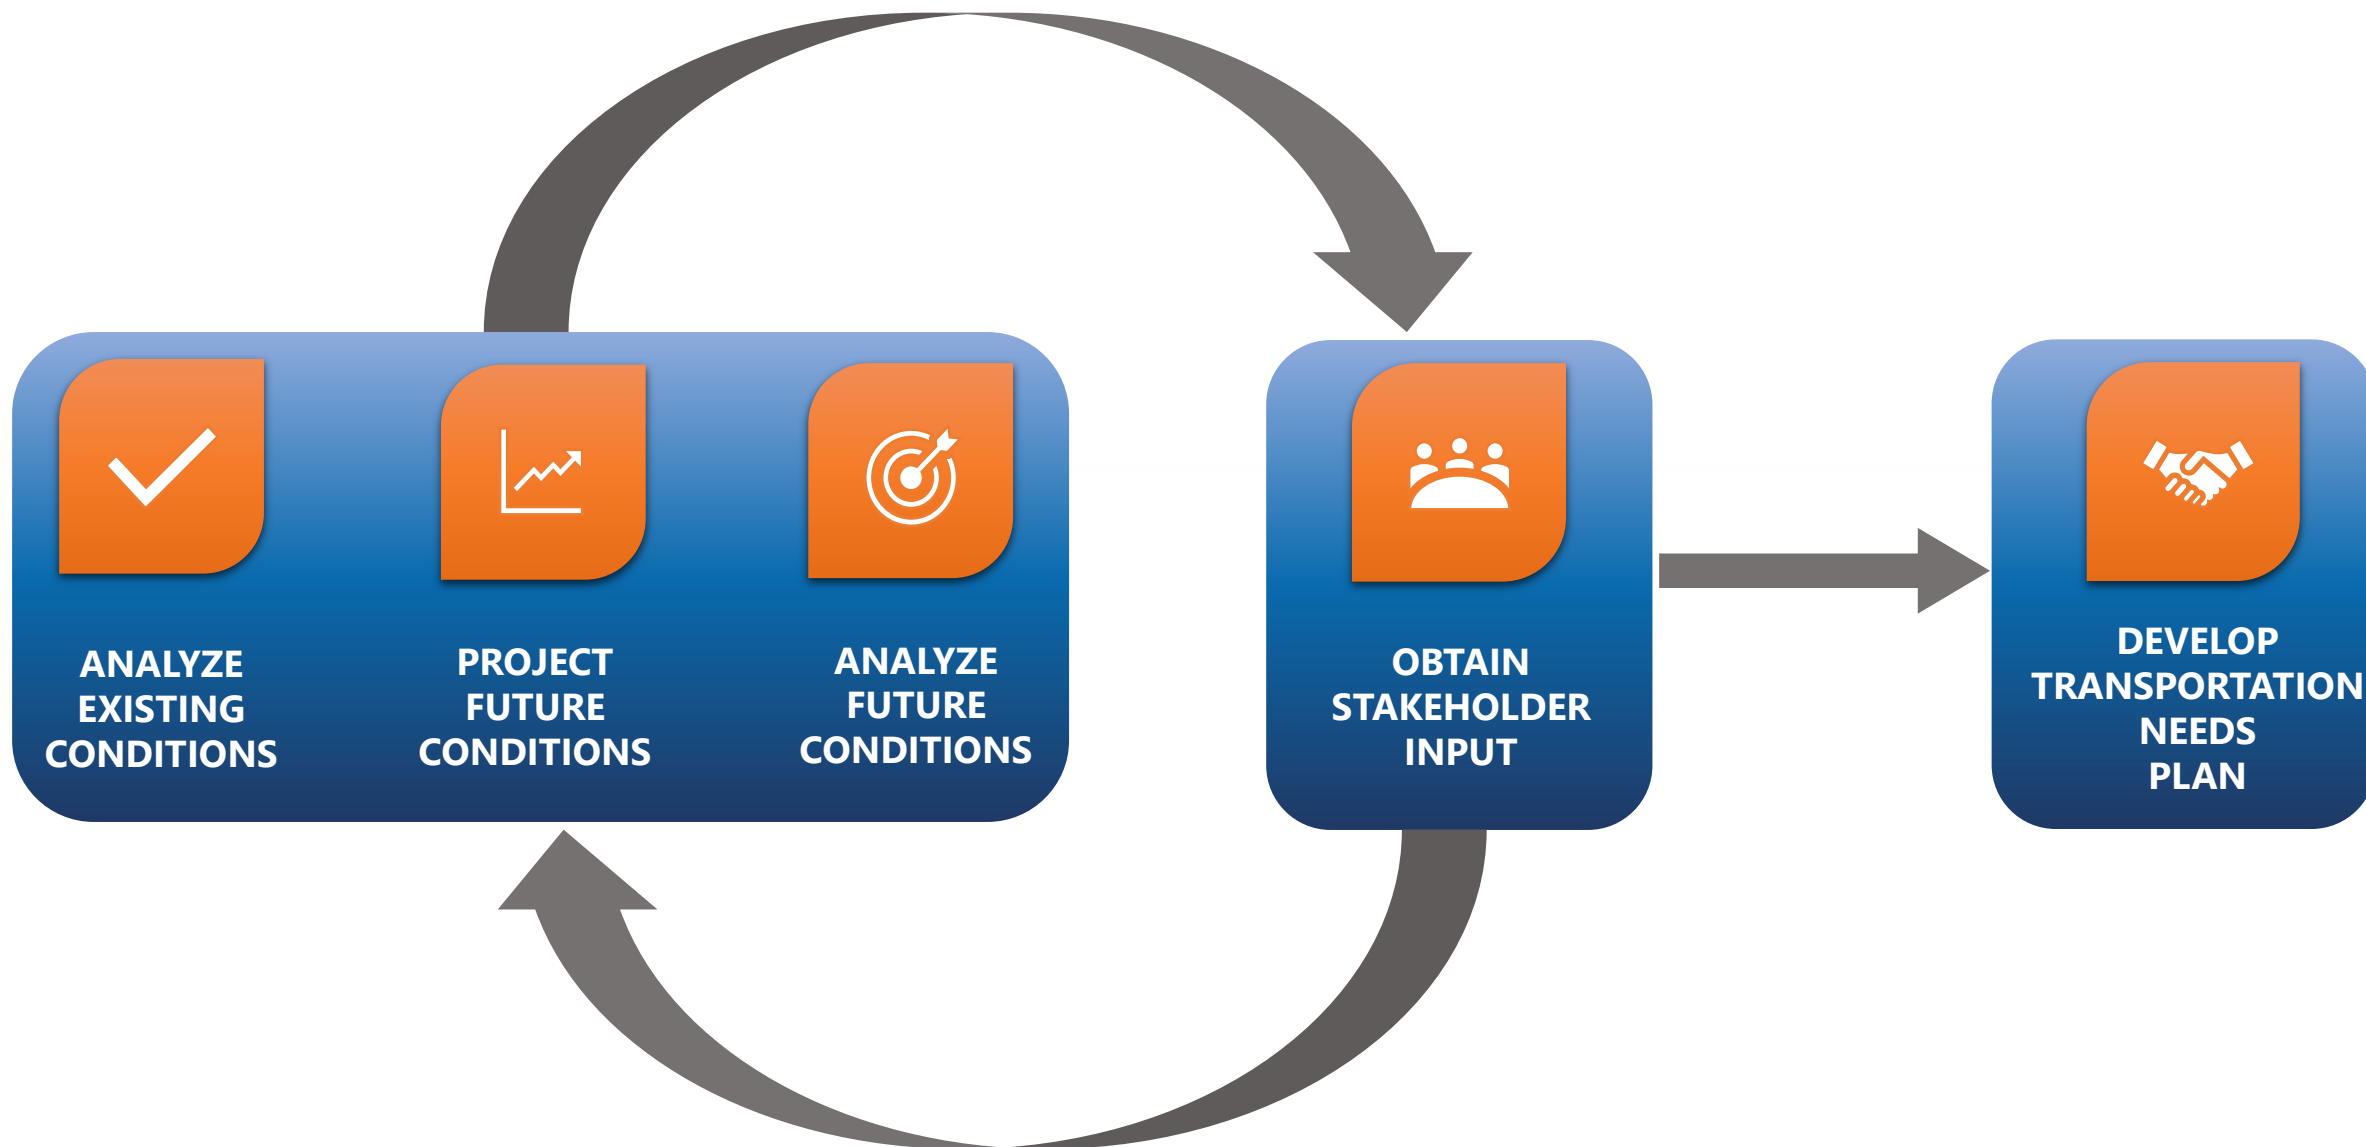 ANALYZE
EXISTING
CONDITIONS
PROJECT
FUTURE
CONDITIONS
ANALYZE
FUTURE
CONDITIONS
OBTAIN
STAKEHOLDER
INPUT
DEVELOP
TRANSPORTATION
NEEDS
PLAN